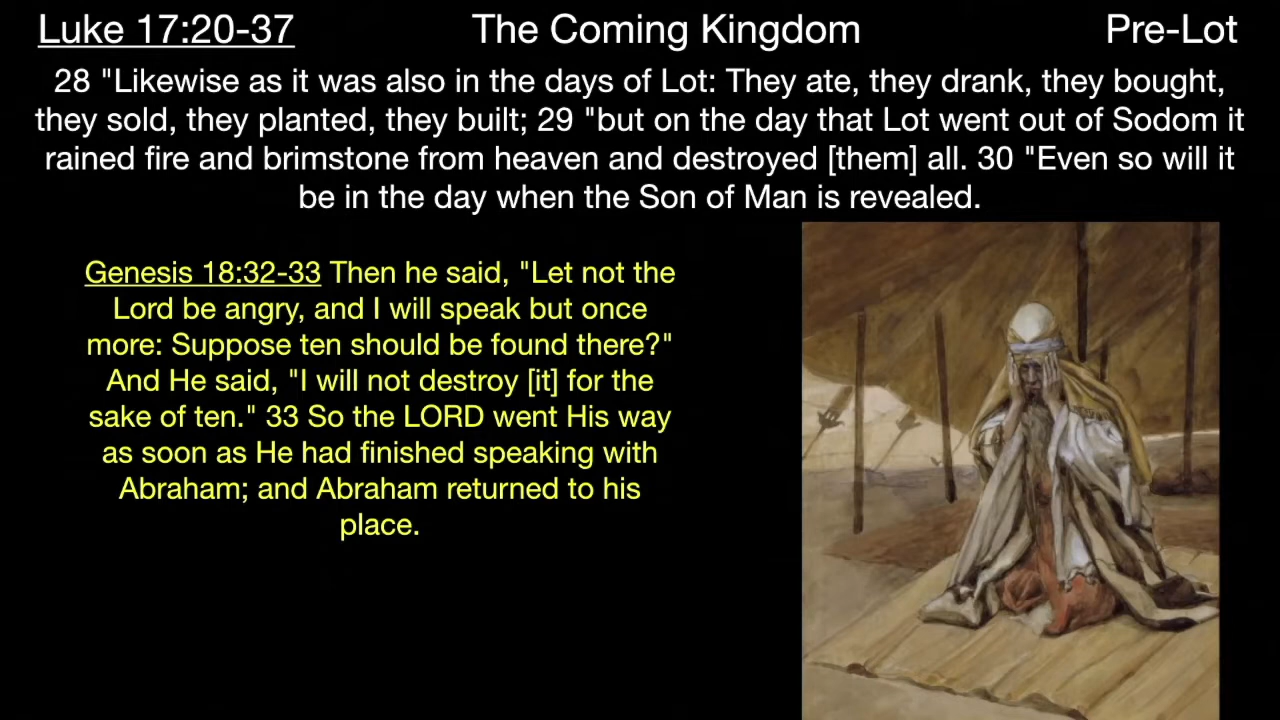 Luke 17:20-37 The Coming Kingdom Pre-Lot
28 "Likewise as it was also in the days of Lot: They ate, they drank, they bought,
they sold, they planted, they built; 29 "but on the day that Lot went out of Sodom it
rained fire and brimstone from heaven and destroyed [them] all. 30 "Even so will it
be in the day when the Son of Man is revealed.
Genesis 18:32-33 Then he said, "Let not the
Lord be angry, and I will speak but once
more: Suppose ten should be found there?"
And He said, "I will not destroy [it] for the
sake of ten." 33 So the LORD went His way
as soon as He had finished speaking with
Abraham; and Abraham returned to his
place.